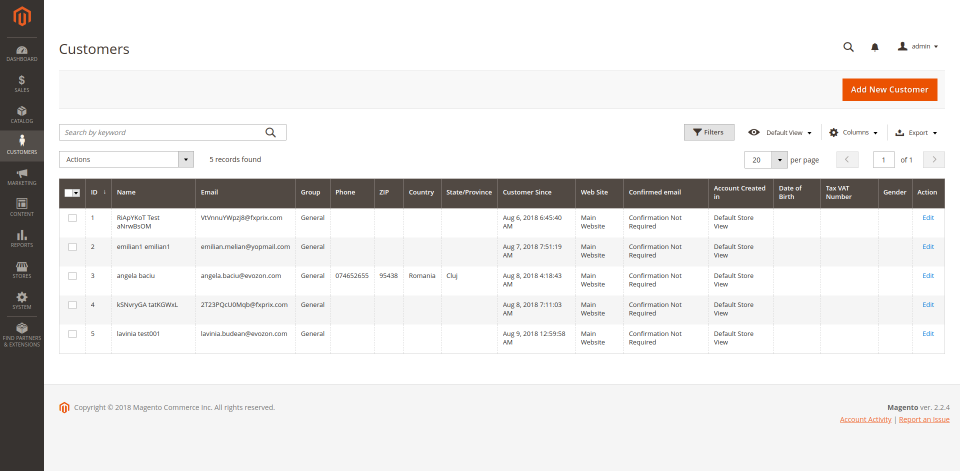 Customers
admin
DASHBOARD
SALES
CATALOG
CUSTOMERS
MARKETING
CONTENT
REPORTS
STORES
SYSTEM
FIND PARTNERS
& EXTENSIONS
Add New Customer
Search by keyword
Filters
Default View
Columns
Export
Actions
5 records found
20 per page
1 of 1
ID ↓ Name Email Group Phone ZIP Country State/Province Customer Since Web Site Confirmed email Account Created in Date of Birth Tax VAT Number Gender Action
1 RiApYKoT Test aNrwBsOM VtVnnuYWpzj8@fxprix.com General Aug 6, 2018 6:45:40 AM Main Website Confirmation Not Required Default Store View Edit
2 emilian1 emilian1 emilian.melian@yopmail.com General Aug 7, 2018 7:51:19 AM Main Website Confirmation Not Required Default Store View Edit
3 angela baciu angela.baciu@evozon.com General 074652655 95438 Romania Cluj Aug 8, 2018 4:18:43 AM Main Website Confirmation Not Required Default Store View Edit
4 kSNvryGA tatKGWxL 2T23PQcU0Mqb@fxprix.com General Aug 8, 2018 7:11:03 AM Main Website Confirmation Not Required Default Store View Edit
5 lavinia test001 lavinia.budean@evozon.com General Aug 9, 2018 12:59:58 AM Main Website Confirmation Not Required Default Store View Edit
Copyright © 2018 Magento Commerce Inc. All rights reserved.
Magento ver. 2.2.4
Account Activity | Report an Issue